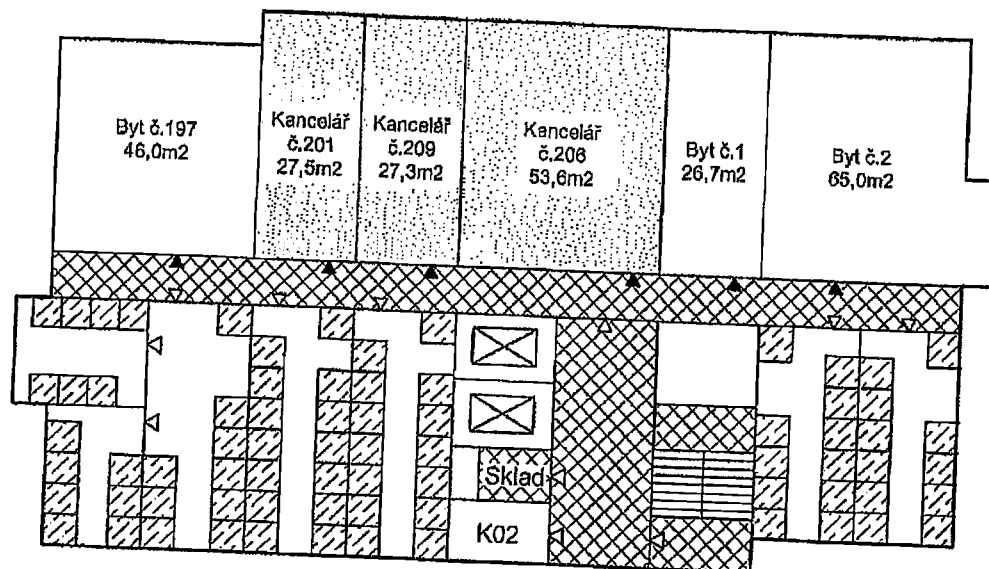 Byt č.197
46,0m2
Kancelář
č.201
27,5m2
Kancelář
č.209
27,3m2
Kancelář
č.206
53,6m2
Byt č.1
26,7m2
Byt č.2
65,0m2
Sklad
K02